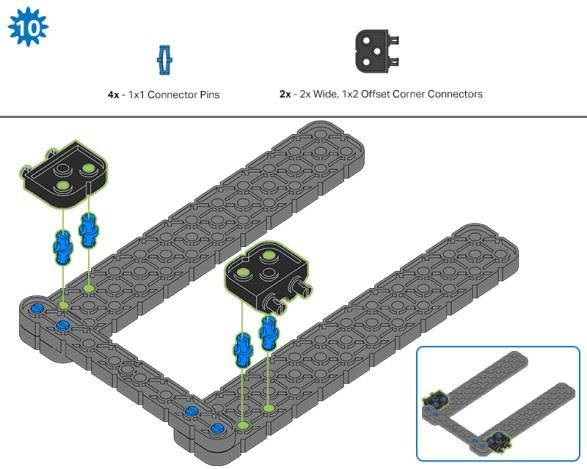 10
4x - 1x1 Connector Pins
2x - 2x Wide, 1x2 Offset Corner Connectors